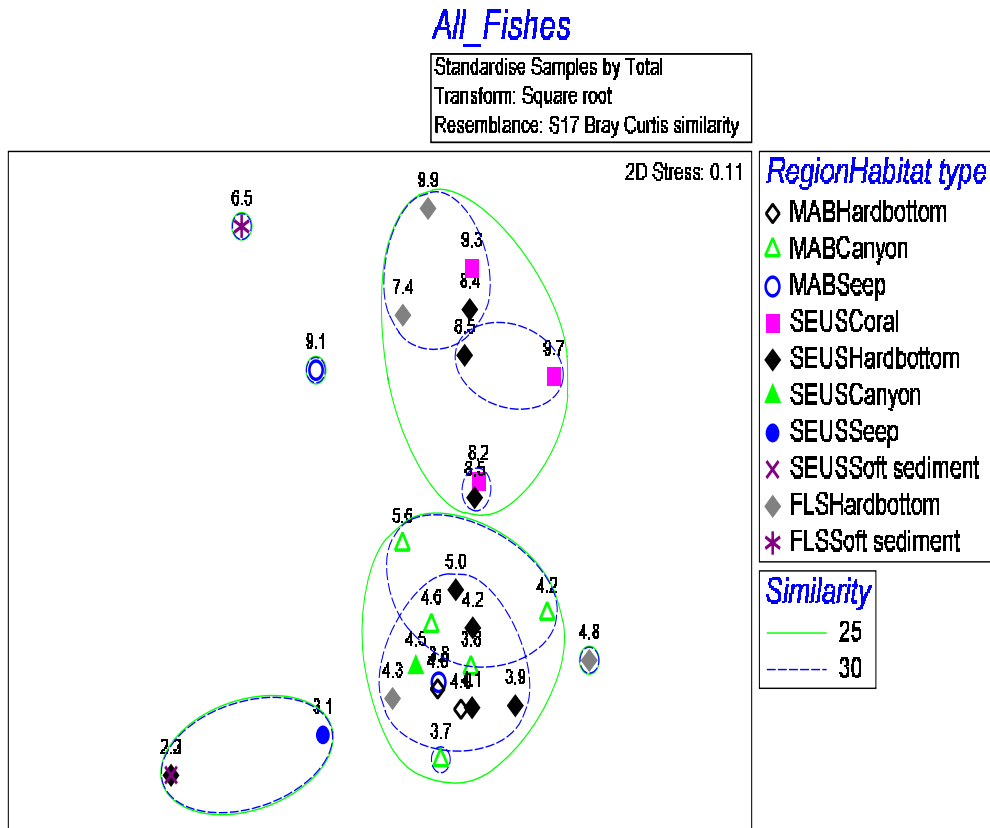 All_Fishes
Standardise Samples by Total
Transform: Square root
Resemblance: S17 Bray Curtis similarity
2D Stress: 0.11
9.9
6.5
9.3
7.4
8.4
8.5
9.7
9.1
8.2
8.5
5.6
5.0
4.2
4.6
4.2
3.8
4.5
4.8
4.3
4.1
3.9
3.7
3.1
RegionHabitat type
MABHardbottom
MABCanyon
MABSeep
SEUSCoral
SEUSHardbottom
SEUSCanyon
SEUSSeep
SEUSSoft sediment
FLSHardbottom
FLSSoft sediment
Similarity
25
30